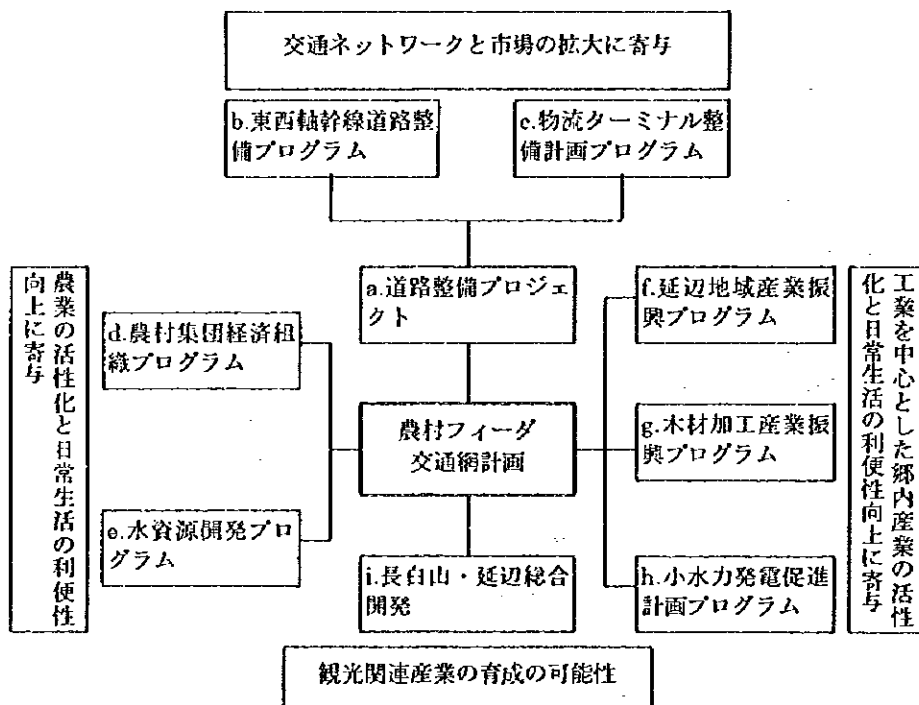 交通ネットワークと市場の拡大に寄与
b.東西軸幹線道路整
備プログラム
c.物流ターミナル整
備計画プログラム
農業の活性化と日常生活の利便性
向上に寄与
a.道路整備プロジェ
クト
f.延辺地域産業振
興プログラム
工業を中心とした郷内産業の活性
化と日常生活の利便性向上に寄与
d.農村集団経済組
織プログラム
農村フィーダ
交通網計画
g.木材加工産業振
興プログラム
e.水資源開発プロ
グラム
i.長白山・延辺総合
開発
h.小水力発電促進
計画プログラム
観光関連産業の育成の可能性